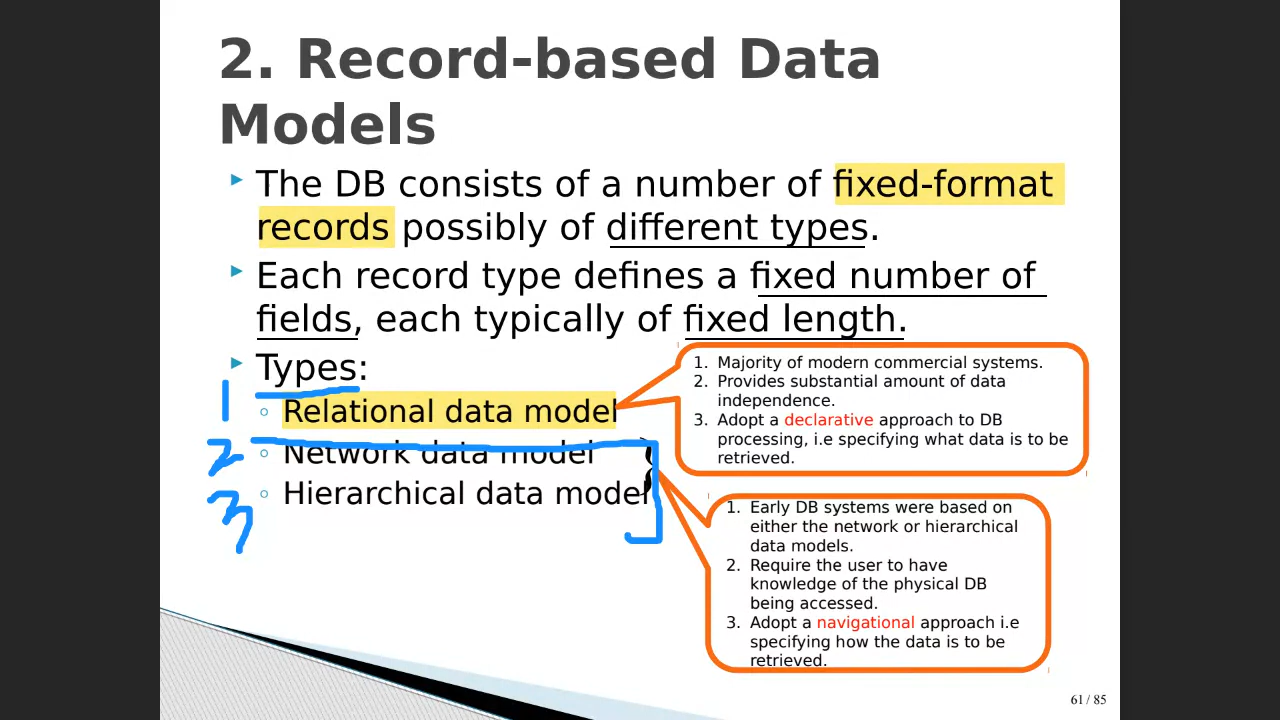 2. Record-based Data
Models
The DB consists of a number of fixed-format
records possibly of different types.
Each record type defines a fixed number of
fields, each typically of fixed length.
Types:
1
Relational data model
2
Network data model
3
Hierarchical data model
1. Majority of modern commercial systems.
2. Provides substantial amount of data
independence.
3. Adopt a declarative approach to DB
processing, i.e specifying what data is to be
retrieved.
1. Early DB systems were based on
either the network or hierarchical
data models.
2. Require the user to have
knowledge of the physical DB
being accessed.
3. Adopt a navigational approach i.e
specifying how the data is to be
retrieved.
61 / 85